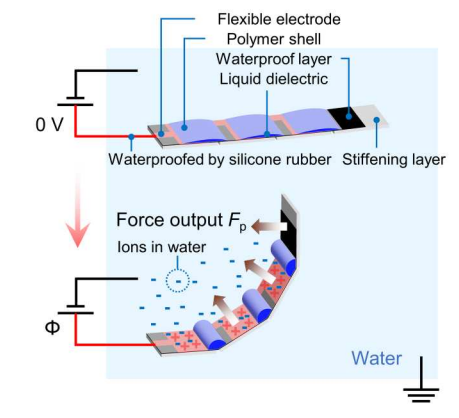 Flexible electrode
Polymer shell
Waterproof layer
Liquid dielectric
0 V
Waterproofed by silicone rubber
Stiffening layer
Force output Fp
Ions in water
Φ
Water